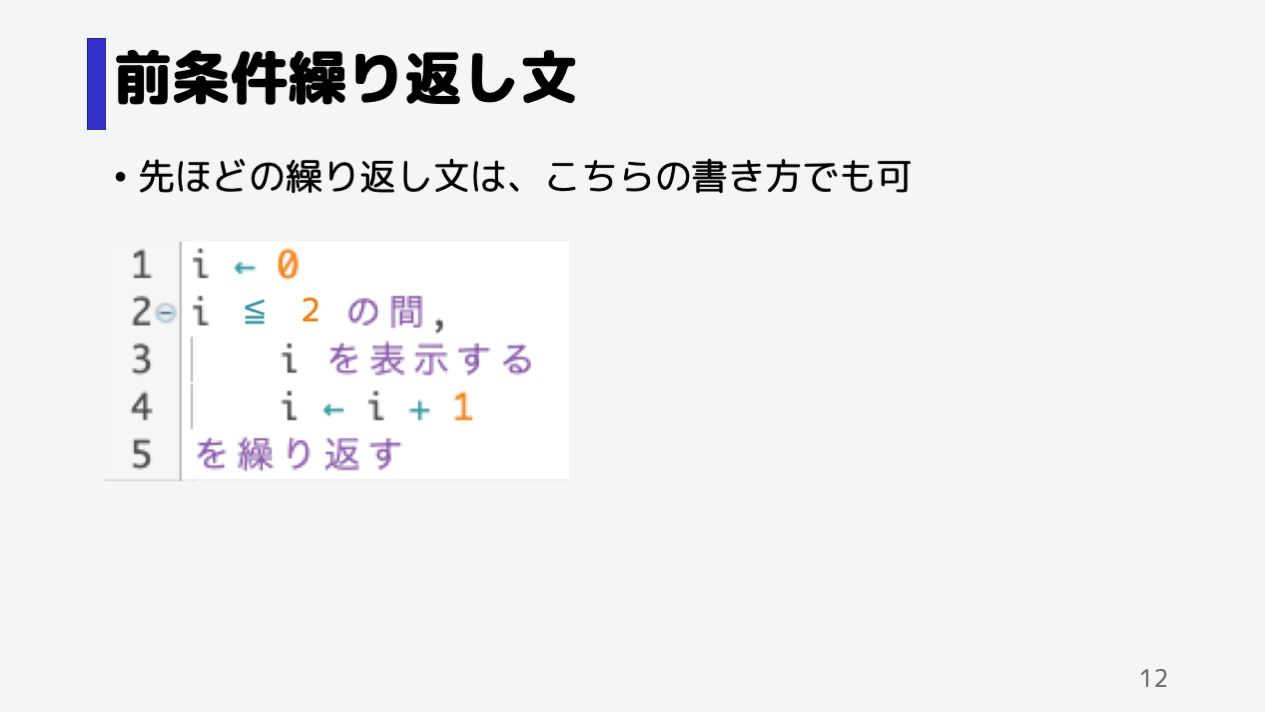 前条件繰り返し文
• 先ほどの繰り返し文は、こちらの書き方でも可
1 i ← 0
2 i ≦ 2 の間,
3 i を表示する
4 i ← i + 1
5 を繰り返す
12